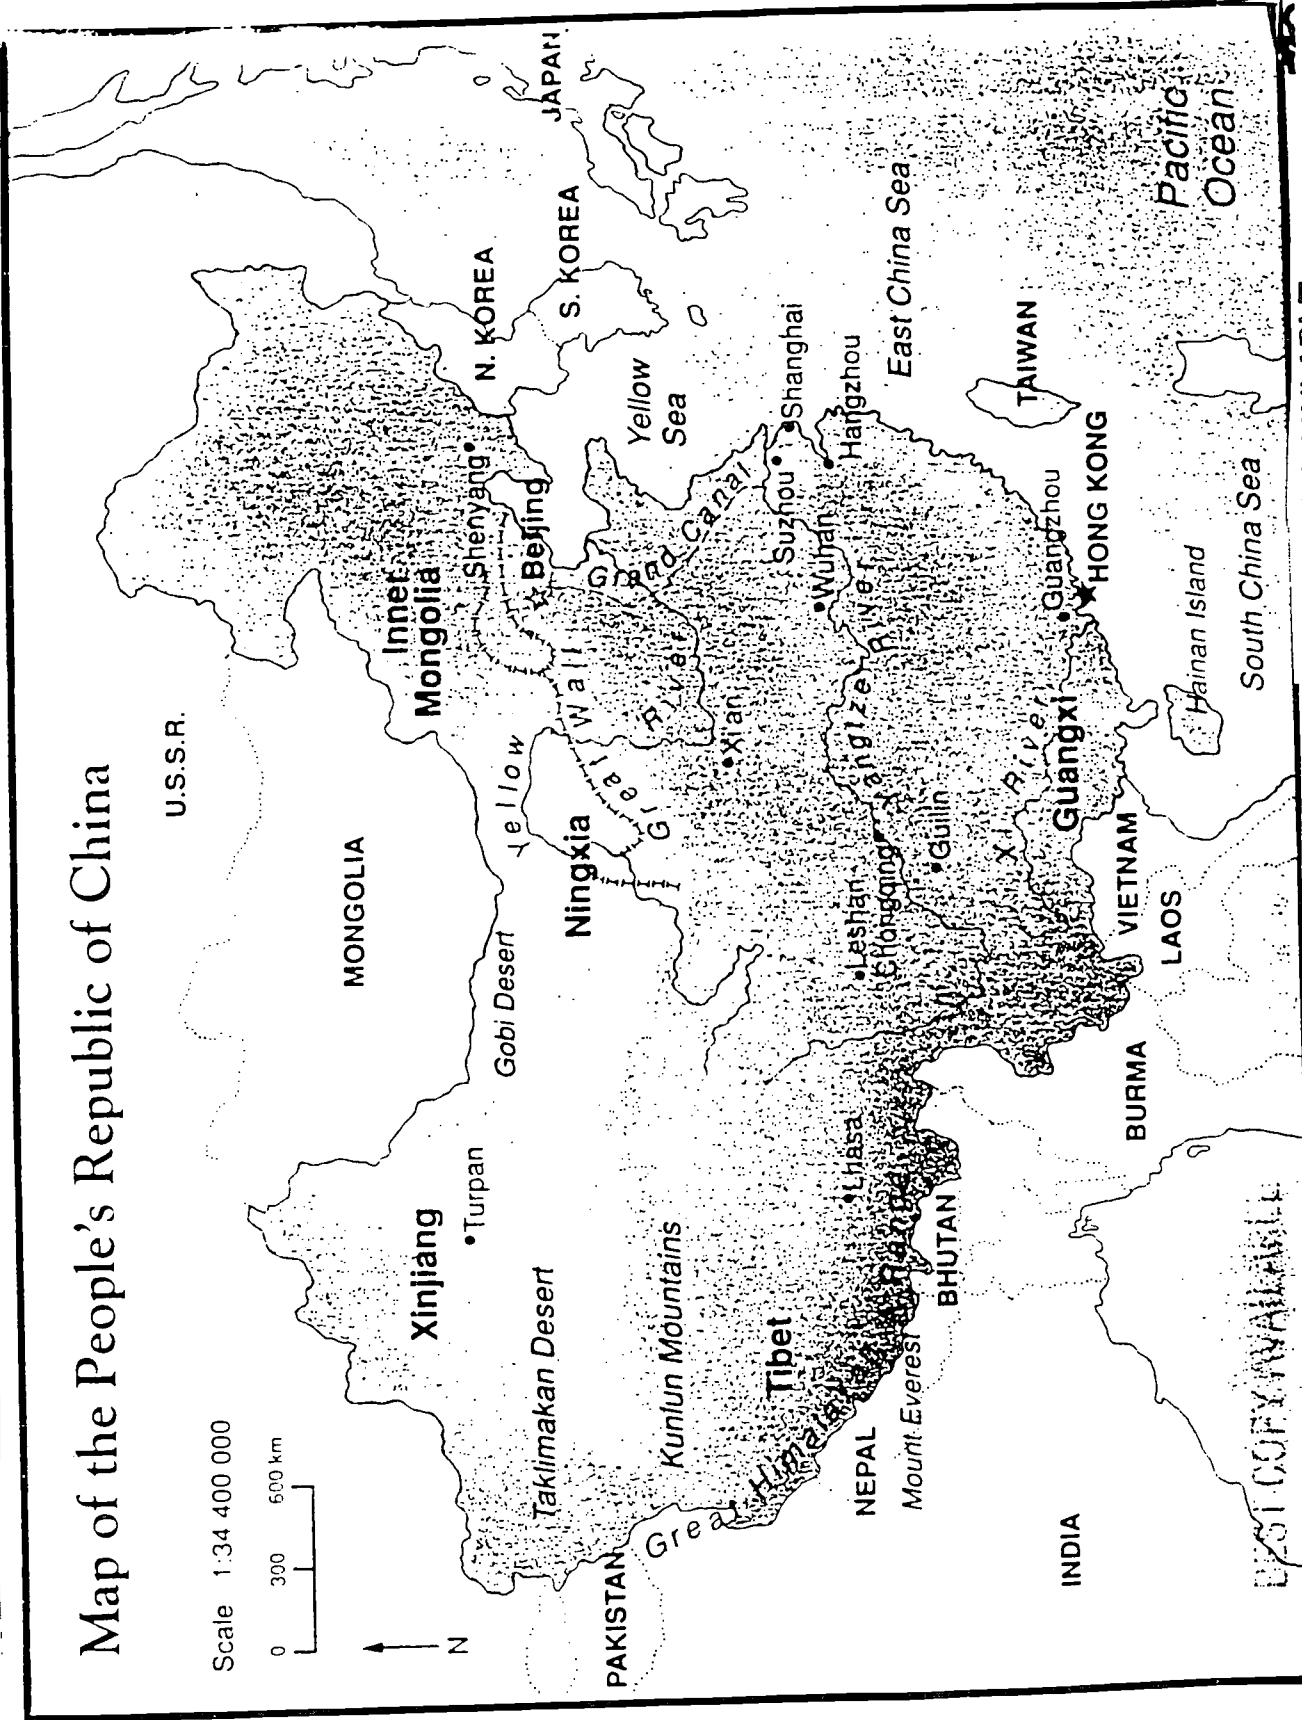 Map of the People's Republic of China
Scale 1:34 400 000
0 300 600 km
N
U.S.S.R.
MONGOLIA
Inner
Mongolia
Xinjiang
Turpan
Gobi Desert
Taklimakan Desert
Kunlun Mountains
Tibet
Lhasa
Great Himalayan Range
Mount Everest
PAKISTAN
NEPAL
BHUTAN
INDIA
BURMA
LAOS
VIETNAM
Ningxia
Yellow
River
Great Wall
Shenyang
Beijing
Grand Canal
Xian
Leshan
Chongqing
Yangtze River
Wuhan
Suzhou
Shanghai
Hangzhou
Guilin
Xi River
Guangxi
Guangzhou
HONG KONG
Hainan Island
South China Sea
TAIWAN
East China Sea
Yellow
Sea
N. KOREA
S. KOREA
JAPAN
Pacific
Ocean
BEST COPY AVAILABLE